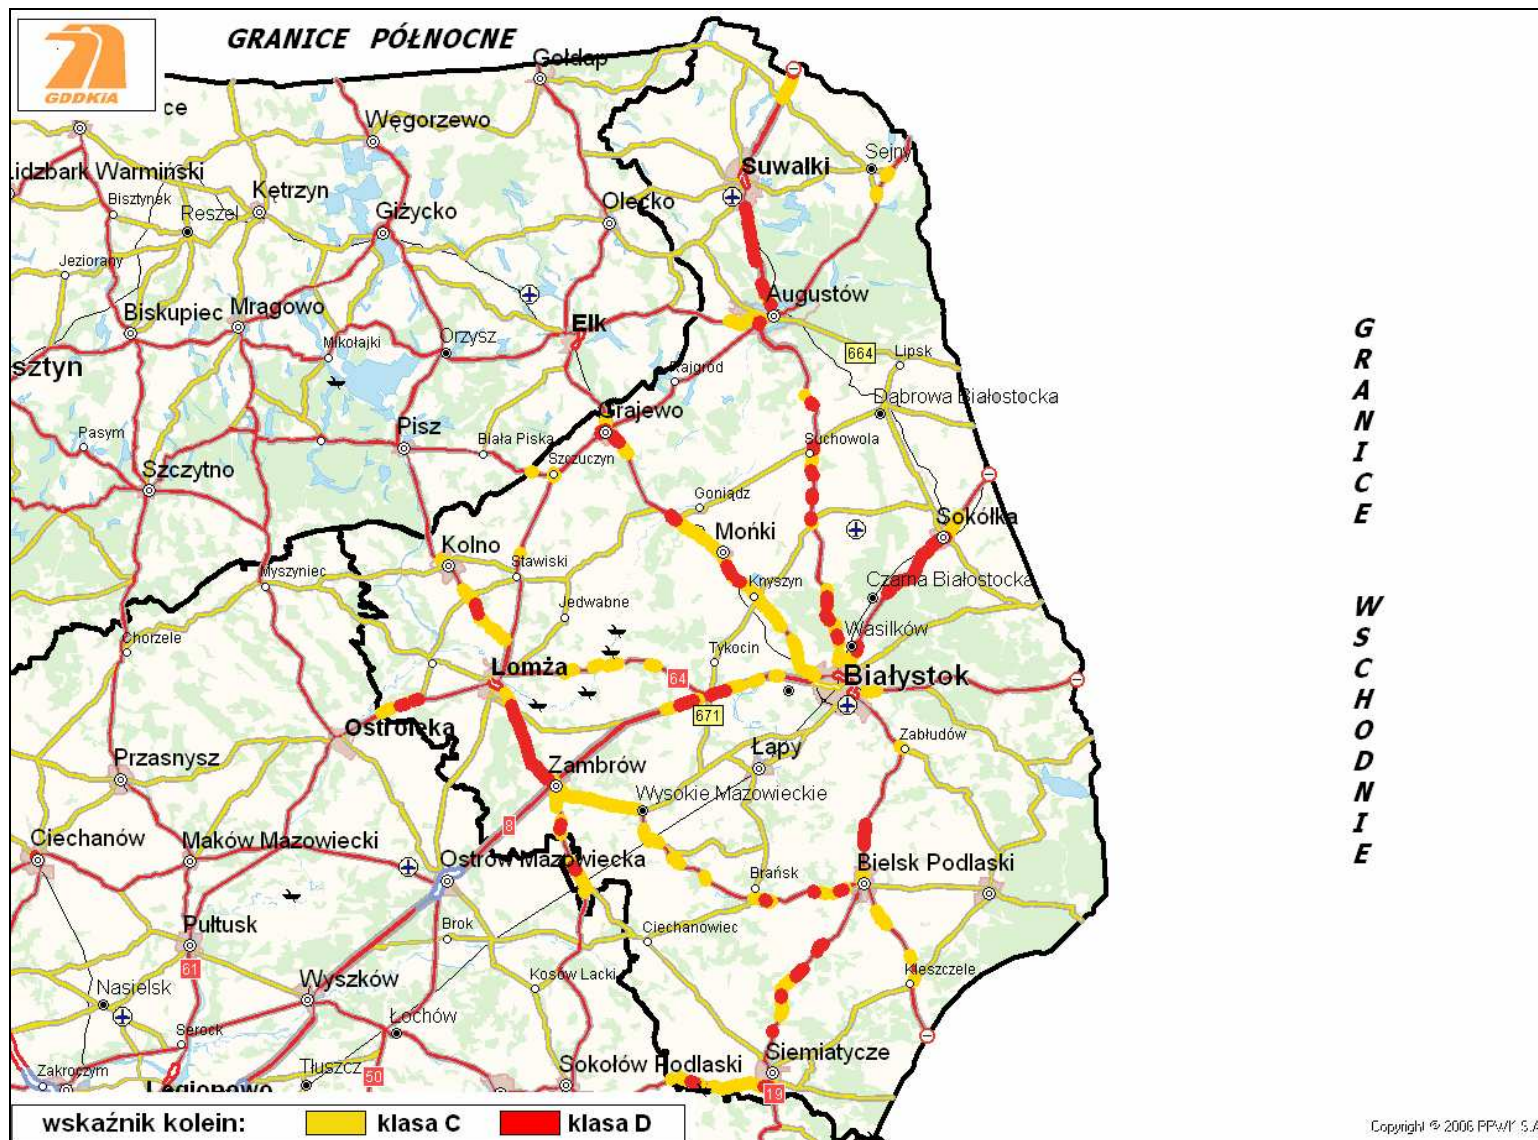 GRANICE PÓŁNOCNE
GDDKiA
Gołdap
ce
Węgorzewo
Suwałki
Sejny
Lidzbark Warmiński
Bisztynek
Kętrzyn
Reszel
Giżycko
Olecko
Jeziorany
Biskupiec
Mrągowo
Augustów
Ełk
Mikołajki
Orzysz
664
Lipsk
sztyn
Rajgród
Dąbrowa Białostocka
Grajewo
Pasym
Pisz
Biała Piska
Suchowola
Szczytno
Szczuczyn
Goniądz
Sokółka
Mońki
Kolno
Stawiski
Myszyniec
Knyszyn
Czarna Białostocka
Jedwabne
Chorzele
Wasilków
Tykocin
Łomża
64
Białystok
671
Ostrołęka
Zabłudów
Przasnysz
Zambrów
Łapy
Wysokie Mazowieckie
8
Ciechanów
Maków Mazowiecki
Ostrów Mazowiecka
Bielsk Podlaski
Brańsk
Pułtusk
Brok
Ciechanowiec
61
Wyszków
Kosów Lacki
Kleszczele
Nasielsk
Serock
Łochów
Zakroczym
Tłuszcz
50
Sokołów Podlaski
Siemiatycze
Legionowo
19
GRANICE
WSCHODNIE
wskaźnik kolein:
klasa C
klasa D
Copyright © 2006 PPWK S.A